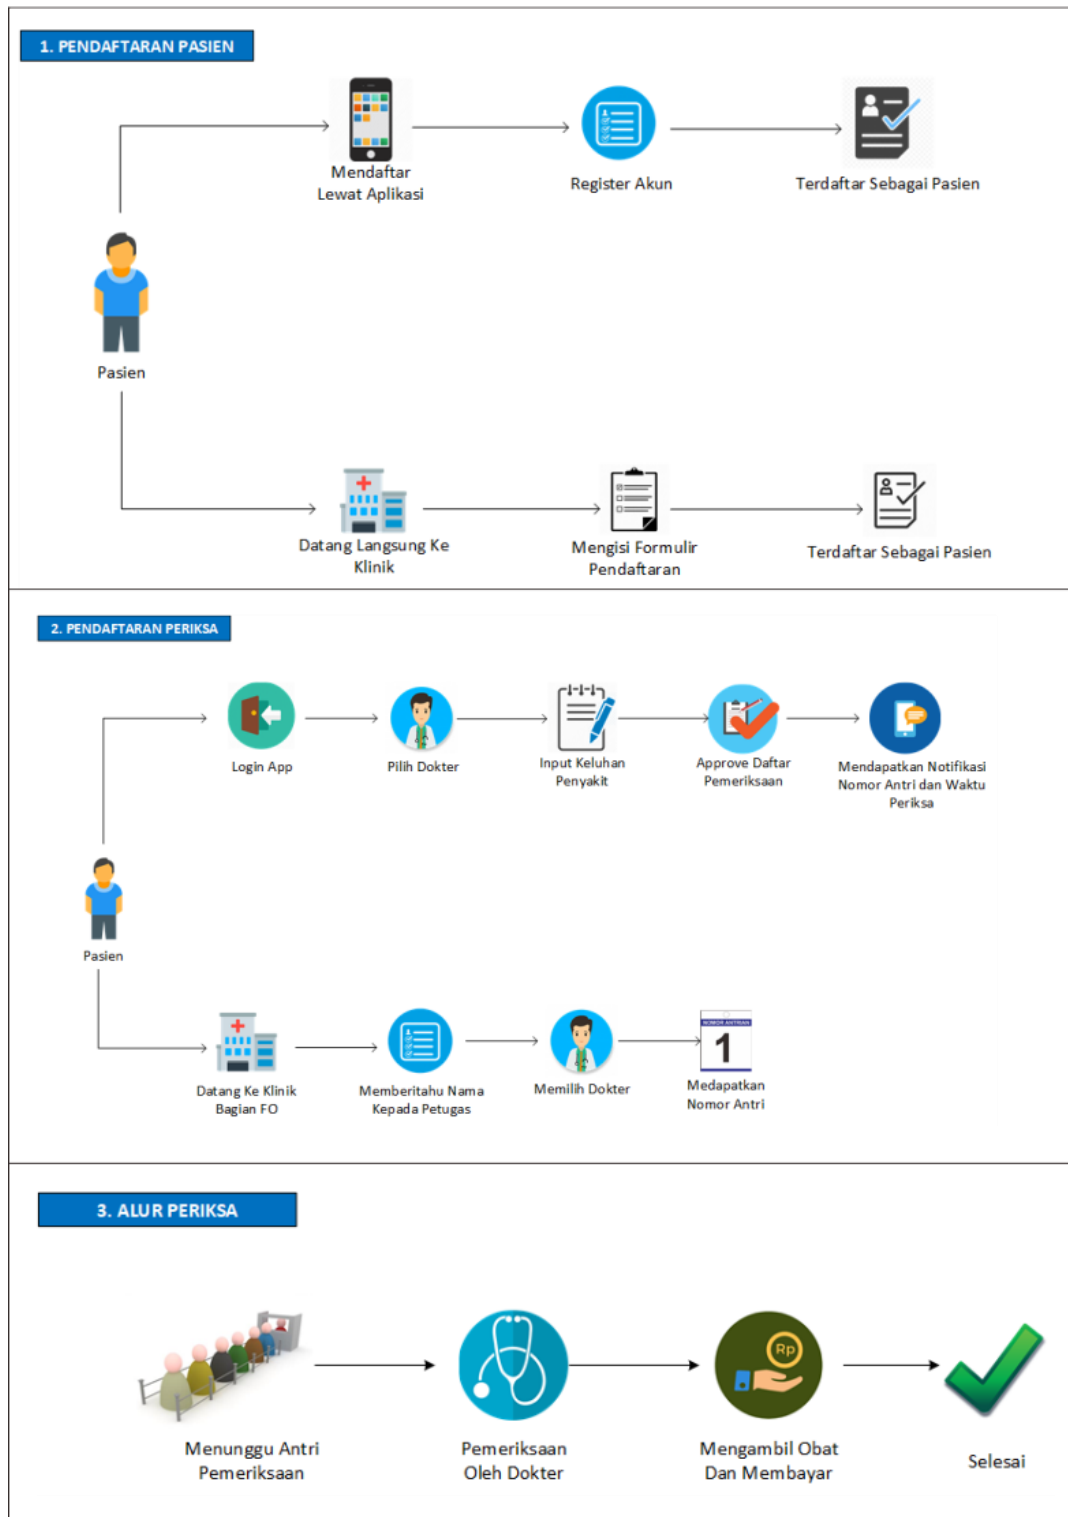 1. PENDAFTARAN PASIEN
Mendaftar
Lewat Aplikasi
Register Akun
Terdaftar Sebagai Pasien
Pasien
Datang Langsung Ke
Klinik
Mengisi Formulir
Pendaftaran
Terdaftar Sebagai Pasien
2. PENDAFTARAN PERIKSA
Login App
Pilih Dokter
Input Keluhan
Penyakit
Approve Daftar
Pemeriksaan
Mendapatkan Notifikasi
Nomor Antri dan Waktu
Periksa
Pasien
Datang Ke Klinik
Bagian FO
Memberitahu Nama
Kepada Petugas
Memilih Dokter
NOMOR ANTRIAN
1
Medapatkan
Nomor Antri
3. ALUR PERIKSA
Menunggu Antri
Pemeriksaan
Pemeriksaan
Oleh Dokter
Rp
Mengambil Obat
Dan Membayar
Selesai